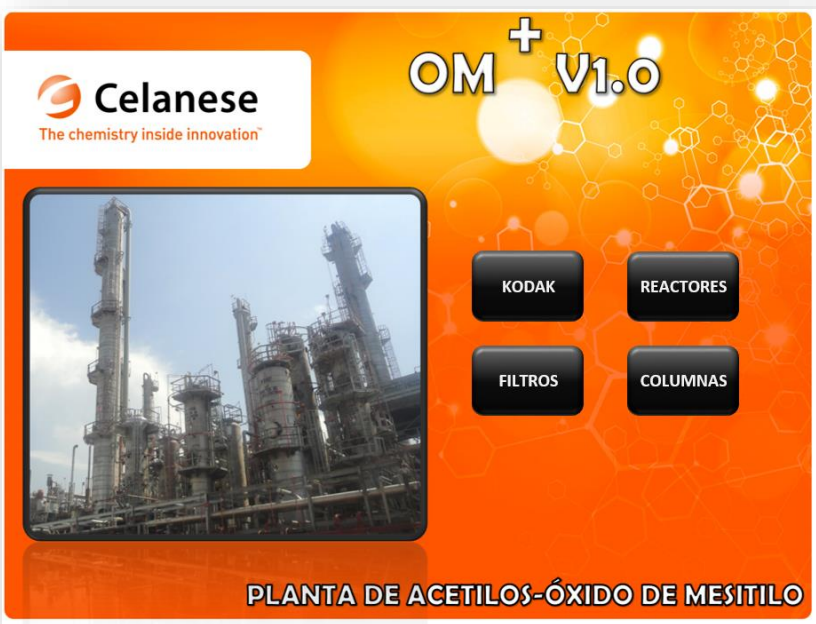 OM + V1.0
Celanese
The chemistry inside innovation™
KODAK
REACTORES
FILTROS
COLUMNAS
PLANTA DE ACETILOS-ÓXIDO DE MESITILO